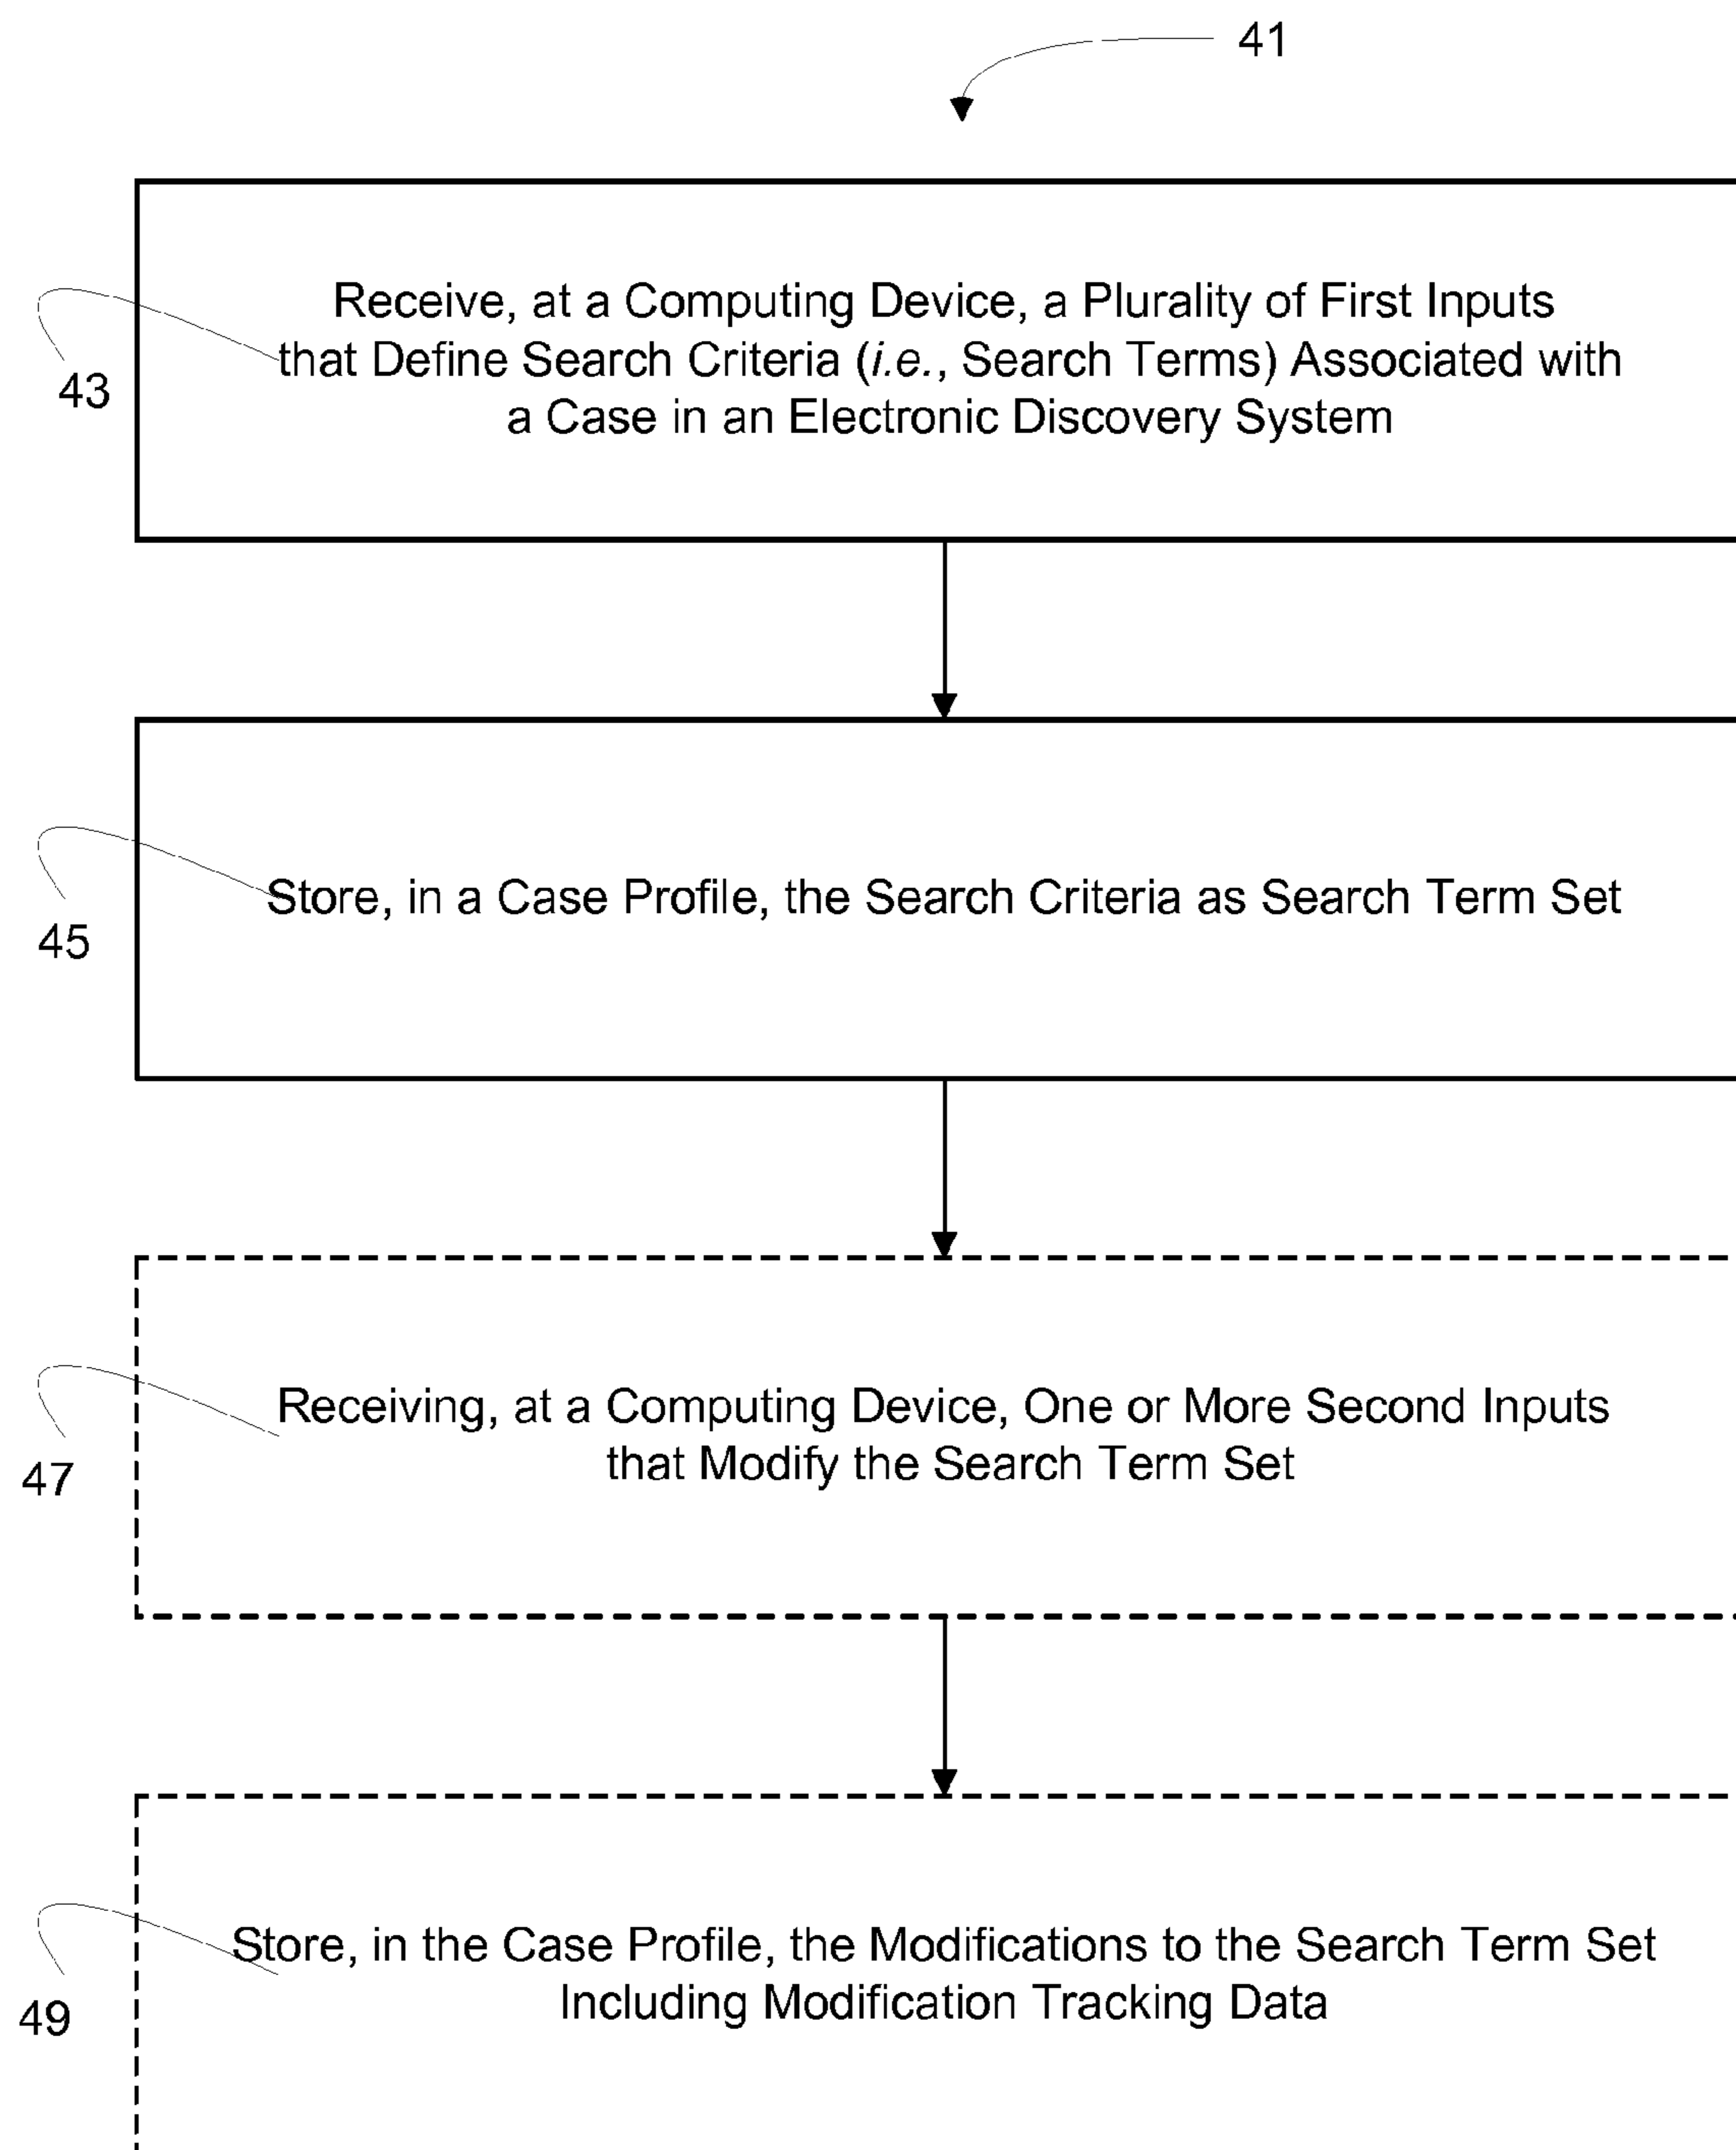 41
Receive, at a Computing Device, a Plurality of First Inputs
that Define Search Criteria (i.e., Search Terms) Associated with
a Case in an Electronic Discovery System
43
Store, in a Case Profile, the Search Criteria as Search Term Set
45
Receiving, at a Computing Device, One or More Second Inputs
that Modify the Search Term Set
47
Store, in the Case Profile, the Modifications to the Search Term Set
Including Modification Tracking Data
49